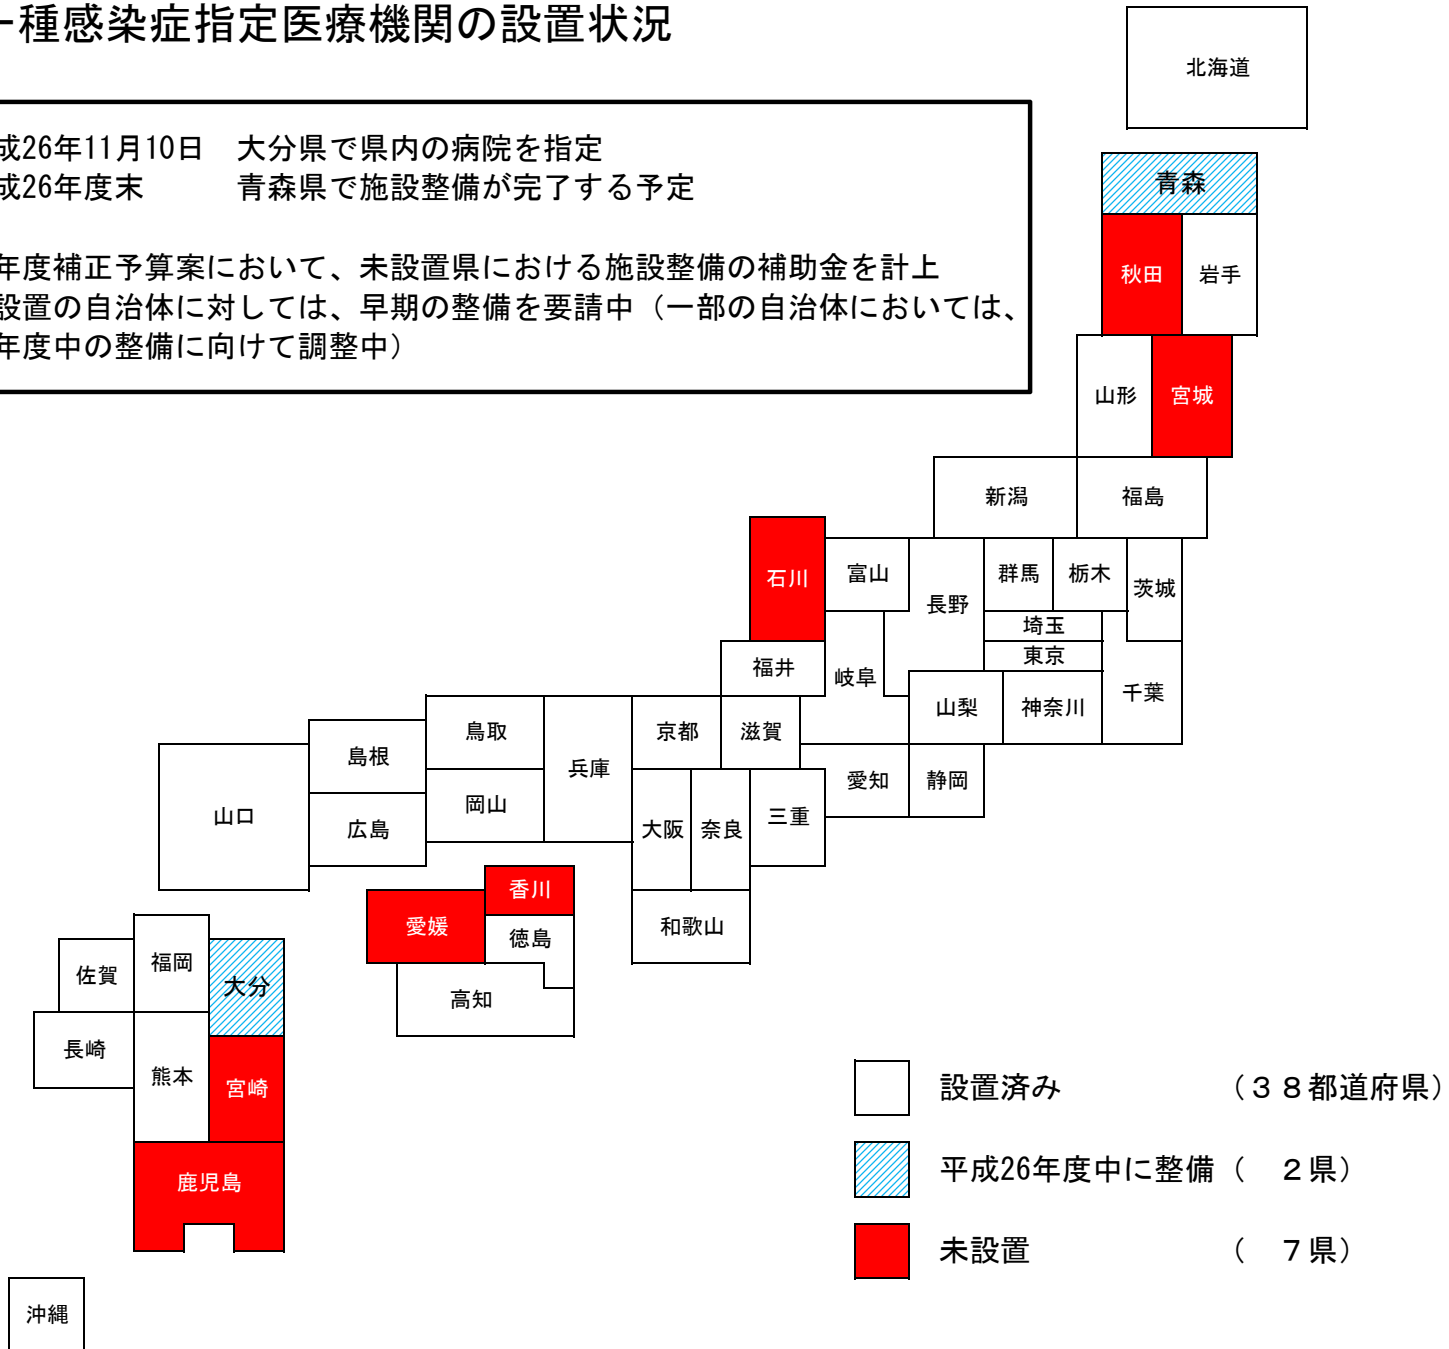 一種感染症指定医療機関の設置状況
成26年11月10日　大分県で県内の病院を指定
成26年度末　　　青森県で施設整備が完了する予定
年度補正予算案において、未設置県における施設整備の補助金を計上
設置の自治体に対しては、早期の整備を要請中（一部の自治体においては、
年度中の整備に向けて調整中）
北海道
青森
秋田
岩手
山形
宮城
新潟
福島
石川
富山
長野
群馬
栃木
茨城
埼玉
東京
福井
岐阜
山梨
神奈川
千葉
鳥取
京都
滋賀
島根
兵庫
愛知
静岡
山口
岡山
広島
大阪
奈良
三重
香川
愛媛
徳島
和歌山
高知
佐賀
福岡
大分
長崎
熊本
宮崎
鹿児島
沖縄
設置済み　　　　　（３８都道府県）
平成26年度中に整備（　２県）
未設置　　　　　　（　７県）